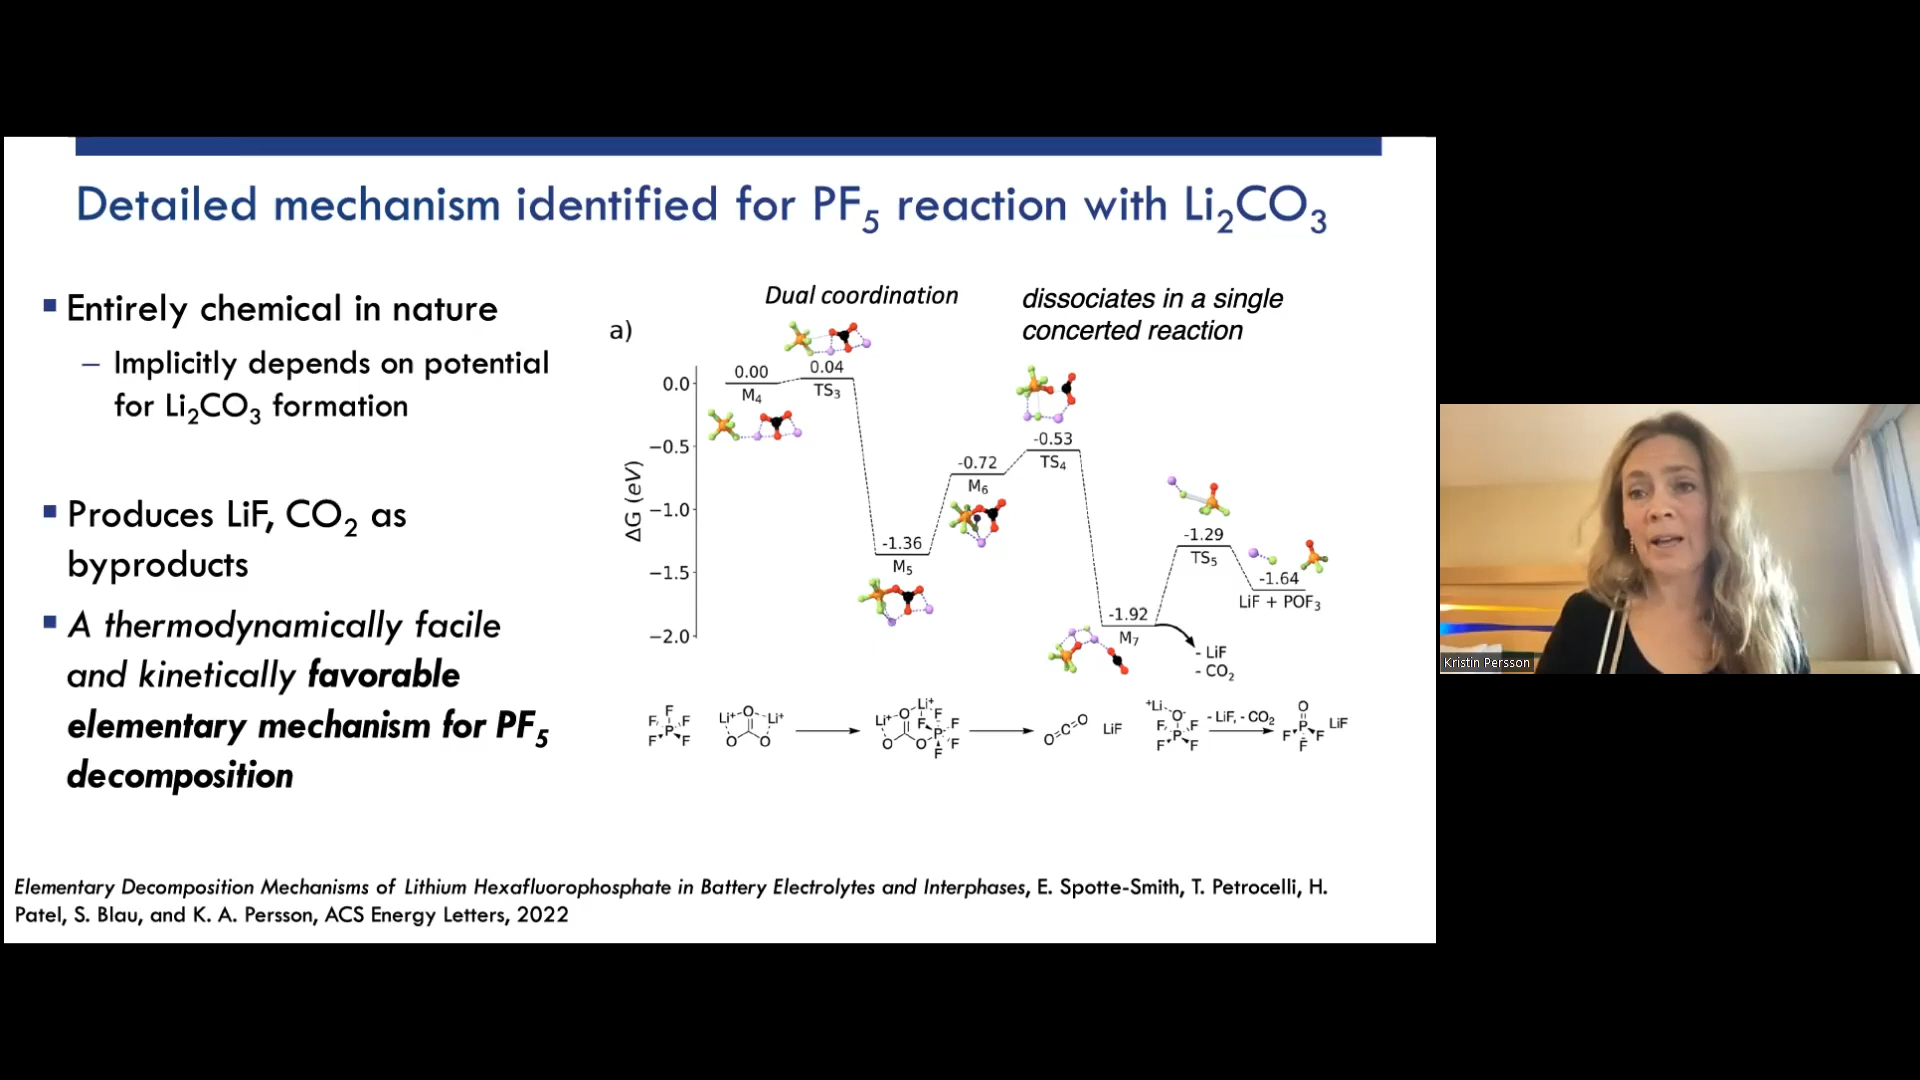 Detailed mechanism identified for PF5 reaction with Li2CO3
▪ Entirely chemical in nature
– Implicitly depends on potential
for Li2CO3 formation
▪ Produces LiF, CO2 as
byproducts
▪ A thermodynamically facile
and kinetically favorable
elementary mechanism for PF5
decomposition
Dual coordination
dissociates in a single
concerted reaction
a)
ΔG (eV)
0.0
−0.5
−1.0
−1.5
−2.0
0.00
M4
0.04
TS3
-1.36
M5
-0.72
M6
-0.53
TS4
-1.92
M7
- LiF
- CO2
-1.29
TS5
-1.64
LiF + POF3
F F F P F F
Li+ O Li+ O O
Li+ O Li+ F F F P F F O O
O C O LiF
+Li O- F F P F F
- LiF, - CO2
O P F F F LiF
Elementary Decomposition Mechanisms of Lithium Hexafluorophosphate in Battery Electrolytes and Interphases, E. Spotte-Smith, T. Petrocelli, H.
Patel, S. Blau, and K. A. Persson, ACS Energy Letters, 2022
Kristin Persson